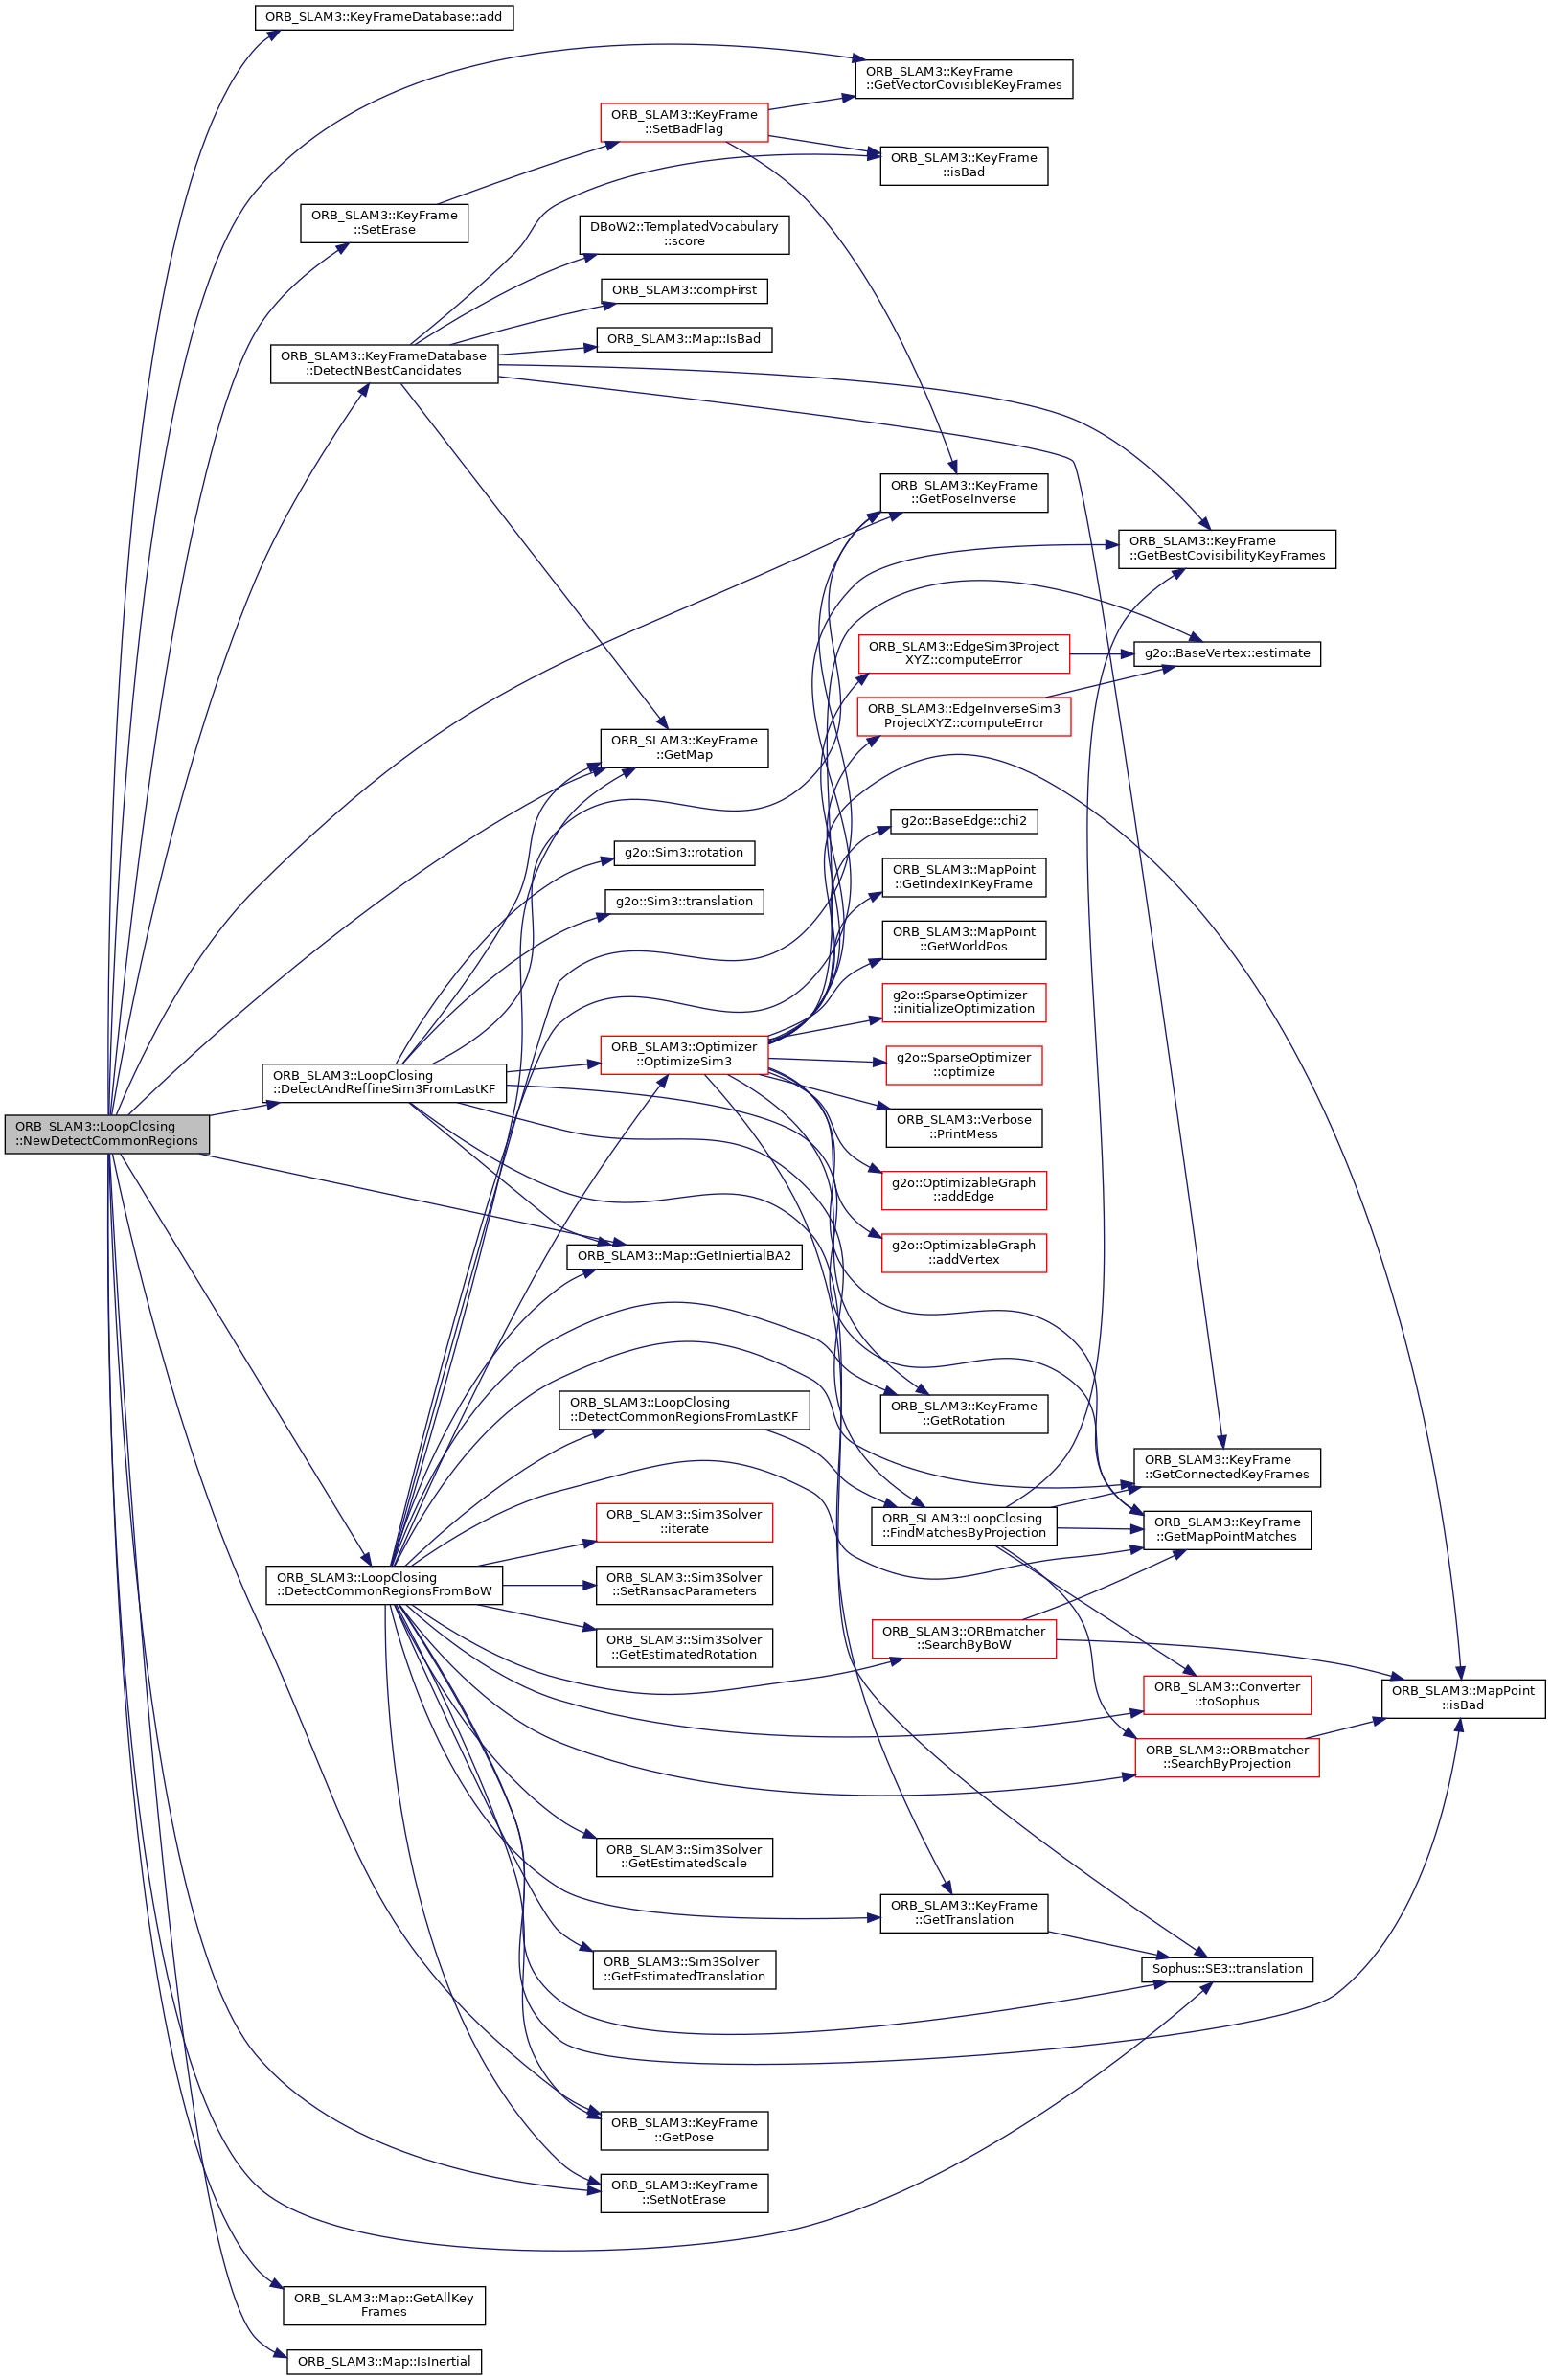 ORB_SLAM3::KeyFrameDatabase::add
ORB_SLAM3::KeyFrame
::GetVectorCovisibleKeyFrames
ORB_SLAM3::KeyFrame
::SetBadFlag
ORB_SLAM3::KeyFrame
::isBad
ORB_SLAM3::KeyFrame
::SetErase
DBoW2::TemplatedVocabulary
::score
ORB_SLAM3::compFirst
ORB_SLAM3::Map::IsBad
ORB_SLAM3::KeyFrameDatabase
::DetectNBestCandidates
ORB_SLAM3::KeyFrame
::GetPoseInverse
ORB_SLAM3::KeyFrame
::GetBestCovisibilityKeyFrames
ORB_SLAM3::EdgeSim3Project
XYZ::computeError
g2o::BaseVertex::estimate
ORB_SLAM3::EdgeInverseSim3
ProjectXYZ::computeError
ORB_SLAM3::KeyFrame
::GetMap
g2o::BaseEdge::chi2
g2o::Sim3::rotation
ORB_SLAM3::MapPoint
::GetIndexInKeyFrame
g2o::Sim3::translation
ORB_SLAM3::MapPoint
::GetWorldPos
g2o::SparseOptimizer
::initializeOptimization
ORB_SLAM3::Optimizer
::OptimizeSim3
g2o::SparseOptimizer
::optimize
ORB_SLAM3::LoopClosing
::DetectAndReffineSim3FromLastKF
ORB_SLAM3::Verbose
::PrintMess
ORB_SLAM3::LoopClosing
::NewDetectCommonRegions
g2o::OptimizableGraph
::addEdge
g2o::OptimizableGraph
::addVertex
ORB_SLAM3::Map::GetIniertialBA2
ORB_SLAM3::LoopClosing
::DetectCommonRegionsFromLastKF
ORB_SLAM3::KeyFrame
::GetRotation
ORB_SLAM3::KeyFrame
::GetConnectedKeyFrames
ORB_SLAM3::Sim3Solver
::iterate
ORB_SLAM3::LoopClosing
::FindMatchesByProjection
ORB_SLAM3::KeyFrame
::GetMapPointMatches
ORB_SLAM3::LoopClosing
::DetectCommonRegionsFromBoW
ORB_SLAM3::Sim3Solver
::SetRansacParameters
ORB_SLAM3::Sim3Solver
::GetEstimatedRotation
ORB_SLAM3::ORBmatcher
::SearchByBoW
ORB_SLAM3::Converter
::toSophus
ORB_SLAM3::MapPoint
::isBad
ORB_SLAM3::ORBmatcher
::SearchByProjection
ORB_SLAM3::Sim3Solver
::GetEstimatedScale
ORB_SLAM3::KeyFrame
::GetTranslation
ORB_SLAM3::Sim3Solver
::GetEstimatedTranslation
Sophus::SE3::translation
ORB_SLAM3::KeyFrame
::GetPose
ORB_SLAM3::KeyFrame
::SetNotErase
ORB_SLAM3::Map::GetAllKey
Frames
ORB_SLAM3::Map::IsInertial